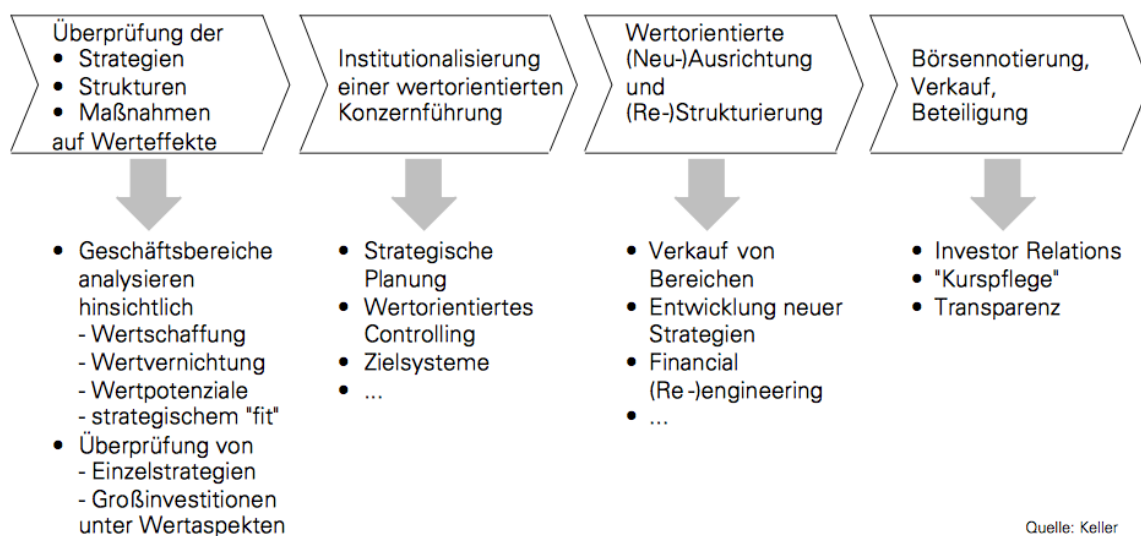 Überprüfung der
• Strategien
• Strukturen
• Maßnahmen
auf Werteffekte
Institutionalisierung
einer wertorientierten
Konzernführung
Wertorientierte
(Neu-)Ausrichtung
und
(Re-)Strukturierung
Börsennotierung,
Verkauf,
Beteiligung
• Geschäftsbereiche
analysieren
hinsichtlich
- Wertschaffung
- Wertvernichtung
- Wertpotenziale
- strategischem "fit"
• Überprüfung von
- Einzelstrategien
- Großinvestitionen
unter Wertaspekten
• Strategische
Planung
• Wertorientiertes
Controlling
• Zielsysteme
• ...
• Verkauf von
Bereichen
• Entwicklung neuer
Strategien
• Financial
(Re-)engineering
• ...
• Investor Relations
• "Kurspflege"
• Transparenz
Quelle: Keller